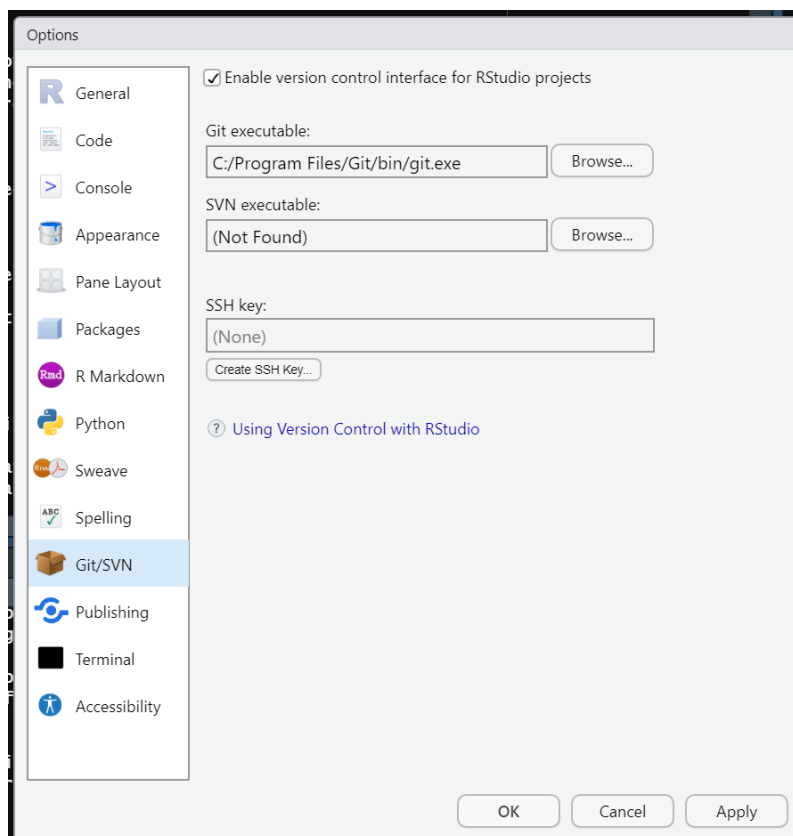 Options
General
Code
Console
Appearance
Pane Layout
Packages
Rmd
R Markdown
Python
Sweave
ABC
Spelling
Git/SVN
Publishing
Terminal
Accessibility
Enable version control interface for RStudio projects
Git executable:
C:/Program Files/Git/bin/git.exe
Browse...
SVN executable:
(Not Found)
Browse...
SSH key:
(None)
Create SSH Key...
? Using Version Control with RStudio
OK
Cancel
Apply